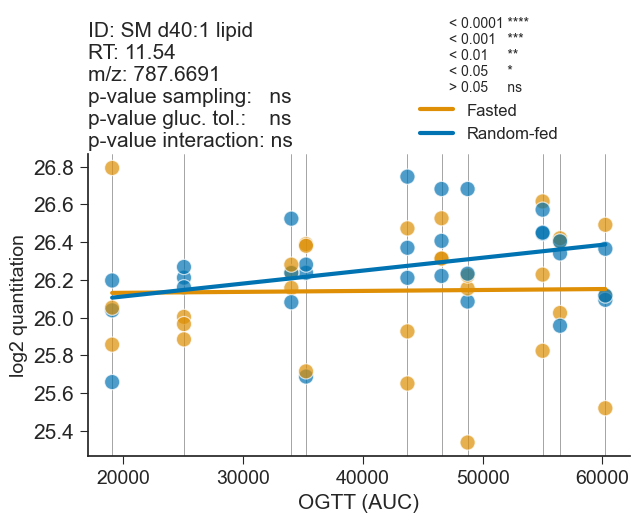 ID: SM d40:1 lipid
RT: 11.54
m/z: 787.6691
p-value sampling: ns
p-value gluc. tol.: ns
p-value interaction: ns
< 0.0001 ****
< 0.001 ***
< 0.01 **
< 0.05 *
> 0.05 ns
Fasted
Random-fed
26.8
26.6
26.4
26.2
26.0
25.8
25.6
25.4
log2 quantitation
20000 30000 40000 50000 60000
OGTT (AUC)